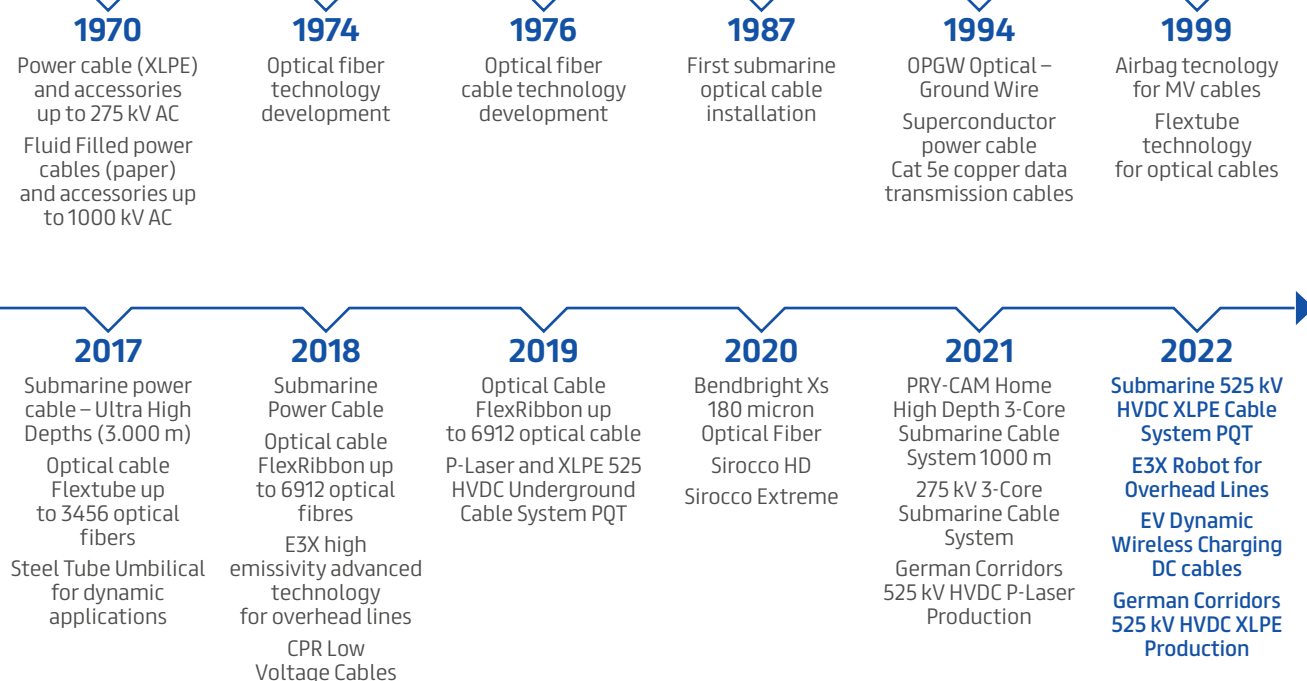 1970
Power cable (XLPE)
and accessories
up to 275 kV AC
Fluid Filled power
cables (paper)
and accessories up
to 1000 kV AC
1974
Optical fiber
technology
development
1976
Optical fiber
cable technology
development
1987
First submarine
optical cable
installation
1994
OPGW Optical –
Ground Wire
Superconductor
power cable
Cat 5e copper data
transmission cables
1999
Airbag tecnology
for MV cables
Flextube
technology
for optical cables
2017
Submarine power
cable – Ultra High
Depths (3.000 m)
Optical cable
Flextube up
to 3456 optical
fibers
Steel Tube Umbilical
for dynamic
applications
2018
Submarine
Power Cable
Optical cable
FlexRibbon up
to 6912 optical
fibres
E3X high
emissivity advanced
technology
for overhead lines
CPR Low
Voltage Cables
2019
Optical Cable
FlexRibbon up
to 6912 optical cable
P-Laser and XLPE 525
HVDC Underground
Cable System PQT
2020
Bendbright Xs
180 micron
Optical Fiber
Sirocco HD
Sirocco Extreme
2021
PRY-CAM Home
High Depth 3-Core
Submarine Cable
System 1000 m
275 kV 3-Core
Submarine Cable
System
German Corridors
525 kV HVDC P-Laser
Production
2022
Submarine 525 kV
HVDC XLPE Cable
System PQT
E3X Robot for
Overhead Lines
EV Dynamic
Wireless Charging
DC cables
German Corridors
525 kV HVDC XLPE
Production